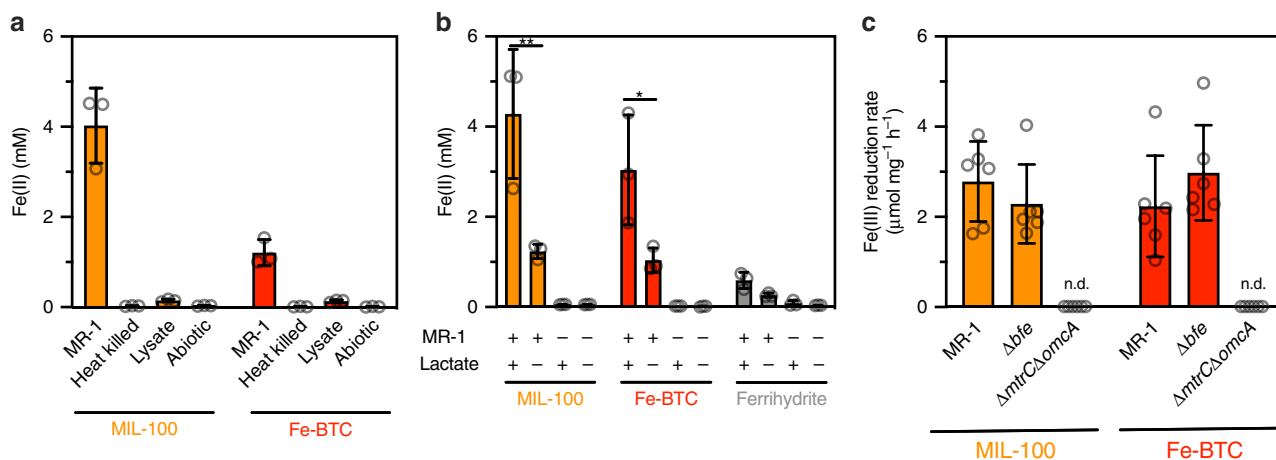 a
6
4
2
0
Fe(II) (mM)
MR-1
Heat killed
Lysate
Abiotic
MR-1
Heat killed
Lysate
Abiotic
MIL-100
Fe-BTC
b
6
4
2
0
Fe(II) (mM)
**
*
MR-1 + + − − + + − − + + − −
Lactate + − + − + − + − + − + −
MIL-100
Fe-BTC
Ferrihydrite
c
6
4
2
0
Fe(III) reduction rate
(μmol mg⁻¹ h⁻¹)
n.d.
n.d.
MR-1
Δbfe
ΔmtrCΔomcA
MR-1
Δbfe
ΔmtrCΔomcA
MIL-100
Fe-BTC